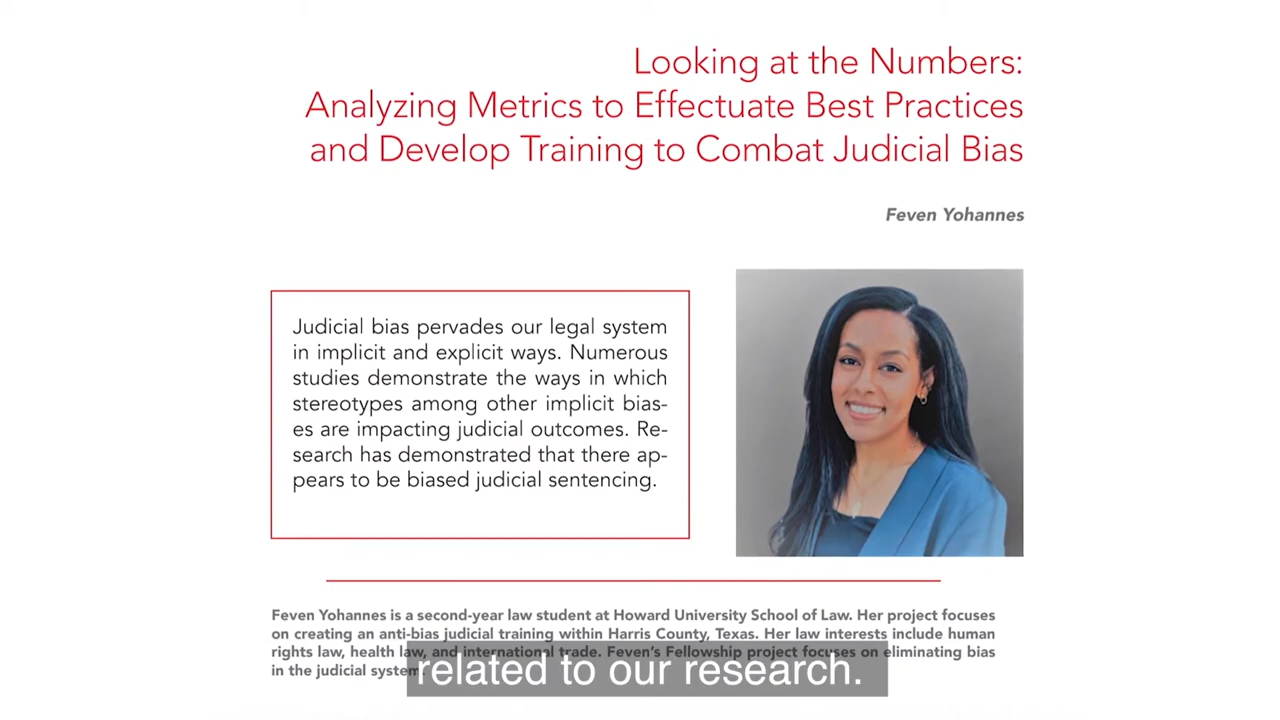 Looking at the Numbers:
Analyzing Metrics to Effectuate Best Practices
and Develop Training to Combat Judicial Bias
Feven Yohannes
Judicial bias pervades our legal system
in implicit and explicit ways. Numerous
studies demonstrate the ways in which
stereotypes among other implicit bias-
es are impacting judicial outcomes. Re-
search has demonstrated that there ap-
pears to be biased judicial sentencing.
Feven Yohannes is a second-year law student at Howard University School of Law. Her project focuses
on creating an anti-bias judicial training within Harris County, Texas. Her law interests include human
rights law, health law, and international trade. Feven's Fellowship project focuses on eliminating bias
in the judicial system.
related to our research.